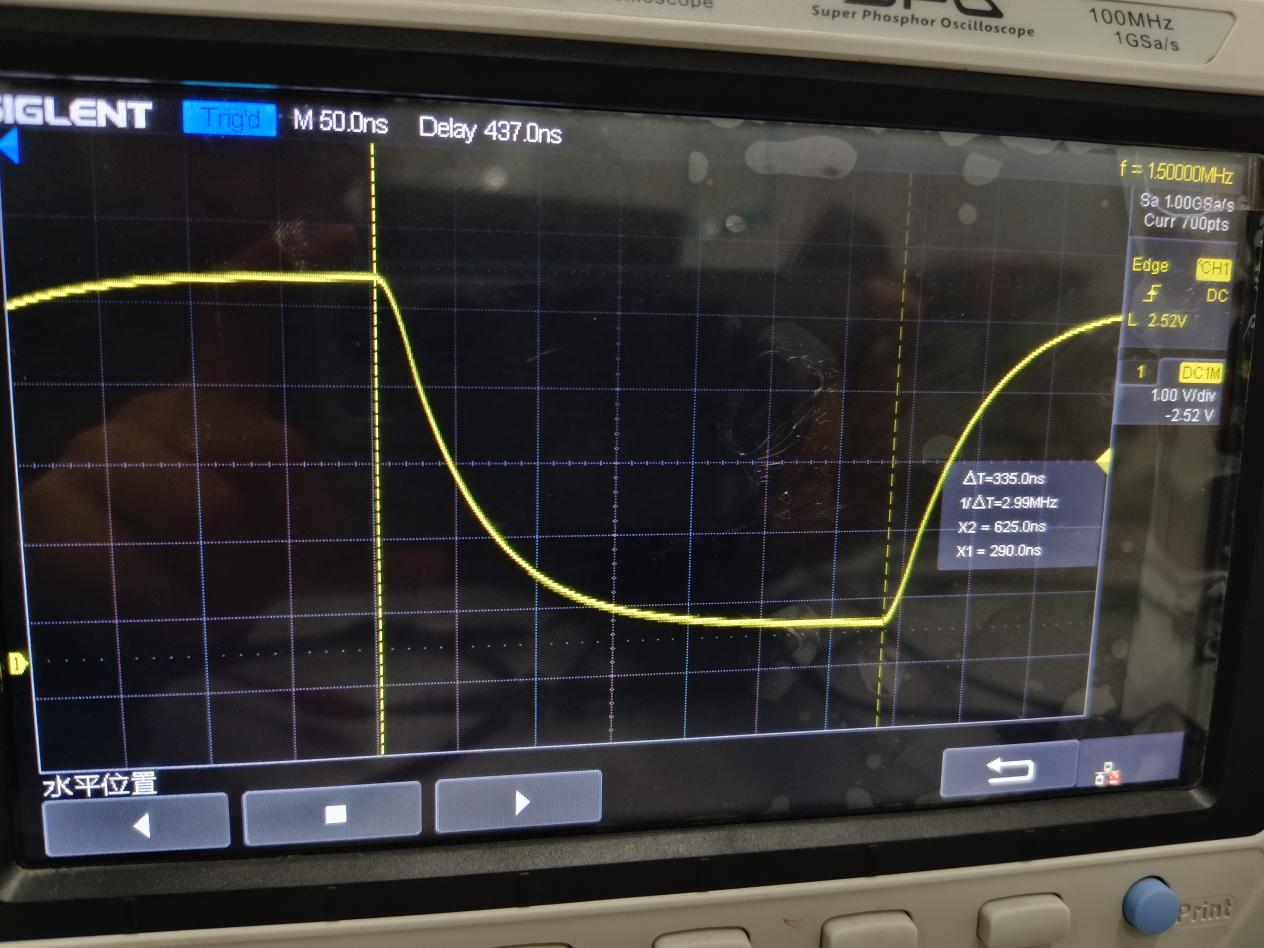 Super Phosphor Oscilloscope
100MHz
1GSa/s
SIGLENT
Trig'd
M 50.0ns
Delay 437.0ns
f = 1.50000MHz
Sa 1.00GSa/s
Curr 700pts
Edge CH1
DC
L 2.52V
1 DC1M
1.00 V/div
-2.52 V
ΔT=335.0ns
1/ΔT=2.99MHz
X2 = 625.0ns
X1 = 290.0ns
1
水平位置
Print